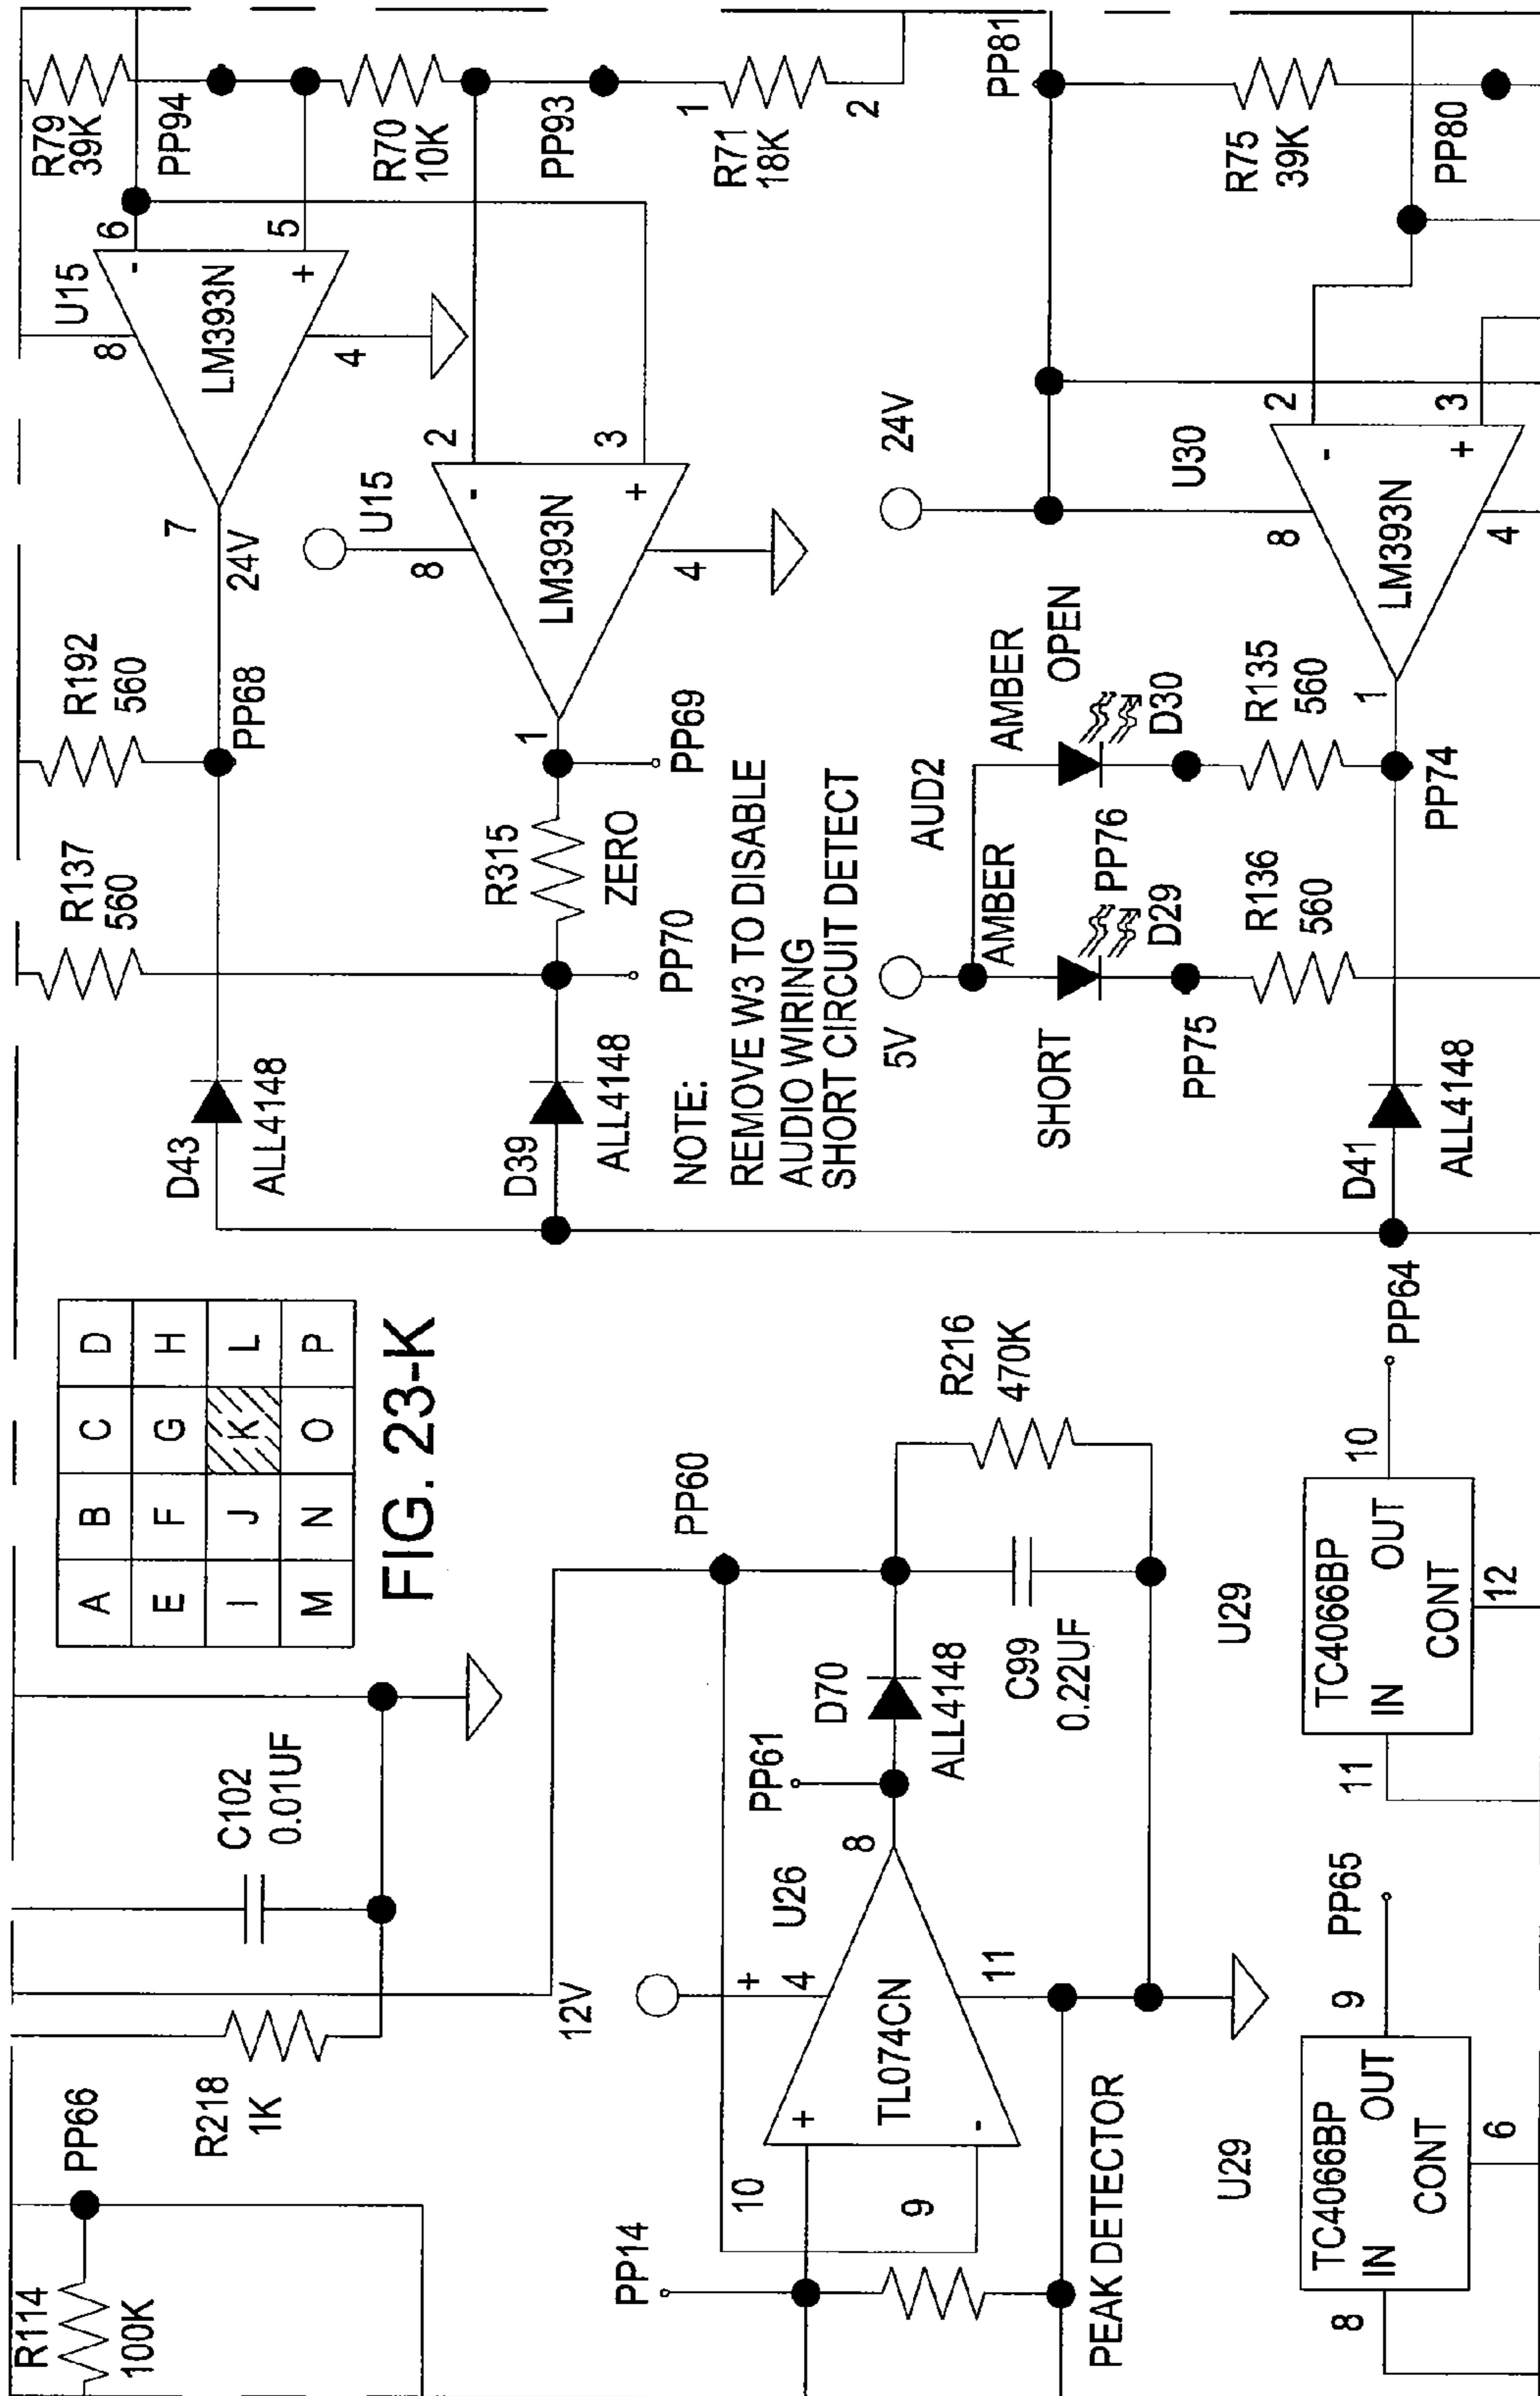 R114
100K
PP66
R218
1K
C102
0.01UF
A B C D
E F G H
I J K L
M N O P
FIG. 23-K
D43
ALL4148
R137
560
R192
560
PP68
7
24V
U15
8
LM393N
4
6
-
5
+
R79
39K
PP94
R70
10K
PP93
1
R71
18K
2
D39
ALL4148
PP70
R315
ZERO
1
PP69
U15
8
LM393N
4
2
-
3
+
NOTE:
REMOVE W3 TO DISABLE
AUDIO WIRING
SHORT CIRCUIT DETECT
PP14
10
9
+
-
TL074CN
12V
+
4
U26
8
11
PP61
D70
ALL4148
PP60
C99
0.22UF
R216
470K
PEAK DETECTOR
5V
AUD2
SHORT
AMBER
AMBER
OPEN
PP75
D29
PP76
D30
R136
560
R135
560
24V
PP81
R75
39K
PP80
U29
TC4066BP
IN
OUT
CONT
8
9
6
PP65
U29
TC4066BP
IN
OUT
CONT
11
10
12
PP64
D41
ALL4148
PP74
1
U30
8
LM393N
4
2
-
3
+